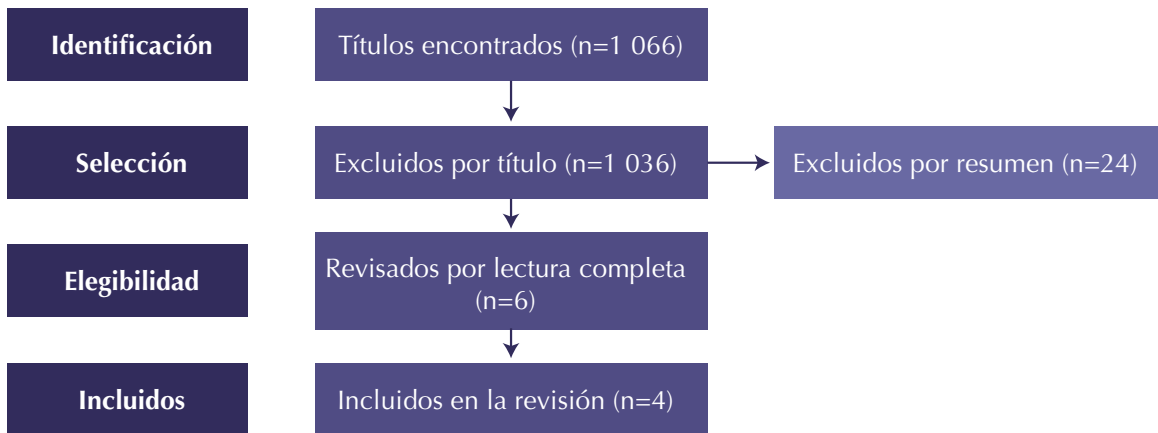 Identificación
Títulos encontrados (n=1 066)
Selección
Excluidos por título (n=1 036)
Excluidos por resumen (n=24)
Elegibilidad
Revisados por lectura completa
(n=6)
Incluidos
Incluidos en la revisión (n=4)